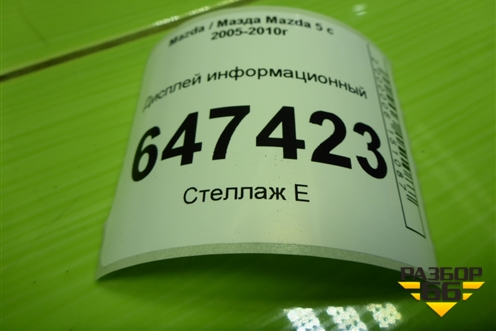 Mazda / Мазда Mazda 5 с
2005-2010г
Дисплей информационный
647423
Стеллаж Е
РАЗБОР
66